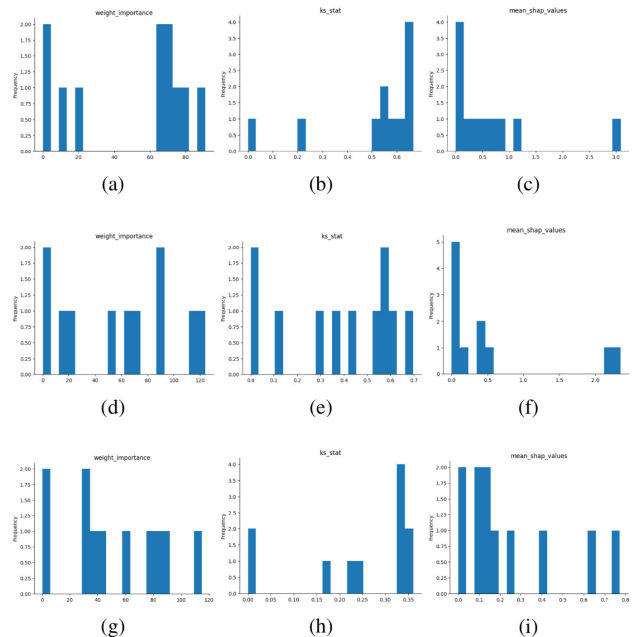 weight_importance
Frequency
2.00
1.75
1.50
1.25
1.00
0.75
0.50
0.25
0.00
0 20 40 60 80
(a)
ks_stat
Frequency
4.0
3.5
3.0
2.5
2.0
1.5
1.0
0.5
0.0
0.0 0.1 0.2 0.3 0.4 0.5 0.6
(b)
mean_shap_values
Frequency
4.0
3.5
3.0
2.5
2.0
1.5
1.0
0.5
0.0
0.0 0.5 1.0 1.5 2.0 2.5 3.0
(c)
weight_importance
Frequency
2.00
1.75
1.50
1.25
1.00
0.75
0.50
0.25
0.00
0 20 40 60 80 100 120
(d)
ks_stat
Frequency
2.00
1.75
1.50
1.25
1.00
0.75
0.50
0.25
0.00
0.1 0.2 0.3 0.4 0.5 0.6 0.7
(e)
mean_shap_values
Frequency
5
4
3
2
1
0
0.0 0.5 1.0 1.5 2.0
(f)
weight_importance
Frequency
2.00
1.75
1.50
1.25
1.00
0.75
0.50
0.25
0.00
0 20 40 60 80 100 120
(g)
ks_stat
Frequency
4.0
3.5
3.0
2.5
2.0
1.5
1.0
0.5
0.0
0.00 0.05 0.10 0.15 0.20 0.25 0.30 0.35
(h)
mean_shap_values
Frequency
2.00
1.75
1.50
1.25
1.00
0.75
0.50
0.25
0.00
0.0 0.1 0.2 0.3 0.4 0.5 0.6 0.7 0.8
(i)